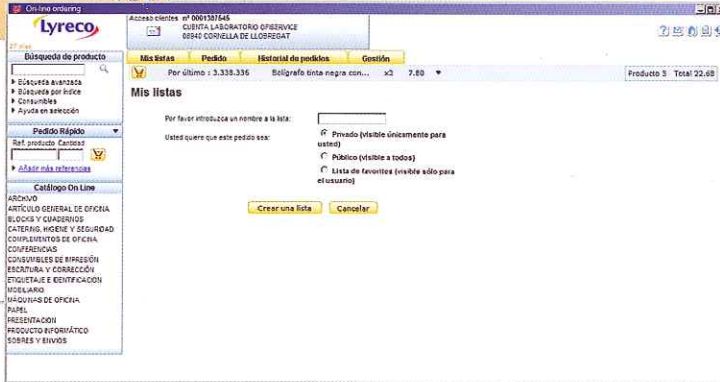 On-line ordering
Lyreco
Acceso clientes nº 0001387545
CUENTA LABORATORIO OFISERVICE
08940 CORNELLA DE LLOBREGAT
Búsqueda de producto
Búsqueda avanzada
Búsqueda por índice
Consumibles
Ayuda en selección
Pedido Rápido
Ref. producto Cantidad
Añadir más referencias
Catálogo On Line
ARCHIVO
ARTÍCULO GENERAL DE OFICINA
BLOCKS Y CUADERNOS
CATERING, HIGIENE Y SEGURIDAD
COMPLEMENTOS DE OFICINA
CONFERENCIAS
CONSUMIBLES DE IMPRESIÓN
ESCRITURA Y CORRECCIÓN
ETIQUETAJE E IDENTIFICACIÓN
MOBILIARIO
MÁQUINAS DE OFICINA
PAPEL
PRESENTACION
PRODUCTO INFORMÁTICO
SOBRES Y ENVIOS
Mis listas Pedido Historial de pedidos Gestión
Por último : 3.338.336 Bolígrafo tinta negra con... x2 7.80
Producto 3 Total 22.68
Mis listas
Por favor introduzca un nombre a la lista:
Usted quiere que este pedido sea:
Privado (visible únicamente para
usted)
Público (visible a todos)
Lista de favoritos (visible sólo para
el usuario)
Crear una lista Cancelar